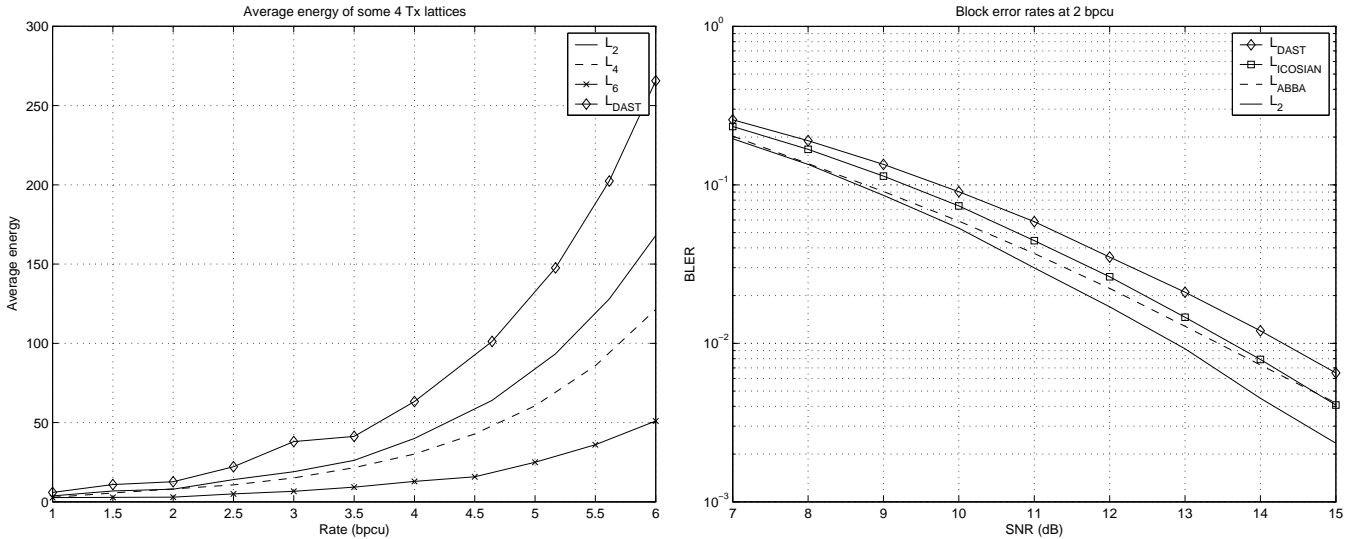 Average energy of some 4 Tx lattices
300
250
200
150
100
50
0
Average energy
1
1.5
2
2.5
3
3.5
4
4.5
5
5.5
6
Rate (bpcu)
L2
L4
L6
LDAST
Block error rates at 2 bpcu
10^0
10^−1
10^−2
10^−3
BLER
7
8
9
10
11
12
13
14
15
SNR (dB)
LDAST
LICOSIAN
LABBA
L2